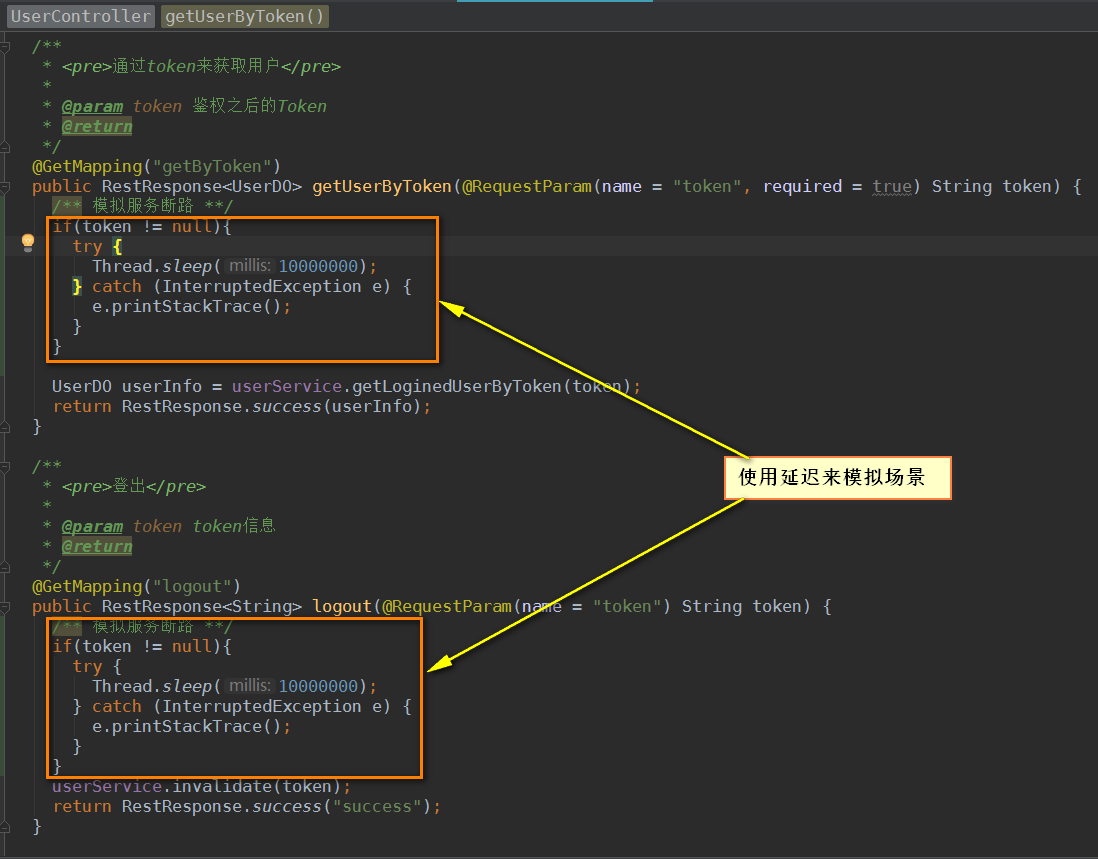 UserController getUserByToken()
/**
* <pre>通过token来获取用户</pre>
*
* @param token 鉴权之后的Token
* @return
*/
@GetMapping("getByToken")
public RestResponse<UserDO> getUserByToken(@RequestParam(name = "token", required = true) String token) {
/** 模拟服务断路 **/
if(token != null){
try {
Thread.sleep( millis: 10000000);
} catch (InterruptedException e) {
e.printStackTrace();
}
}
UserDO userInfo = userService.getLoginedUserByToken(token);
return RestResponse.success(userInfo);
}
使用延迟来模拟场景
/**
* <pre>登出</pre>
*
* @param token token信息
* @return
*/
@GetMapping("logout")
public RestResponse<String> logout(@RequestParam(name = "token") String token) {
/** 模拟服务断路 **/
if(token != null){
try {
Thread.sleep( millis: 10000000);
} catch (InterruptedException e) {
e.printStackTrace();
}
}
userService.invalidate(token);
return RestResponse.success("success");
}